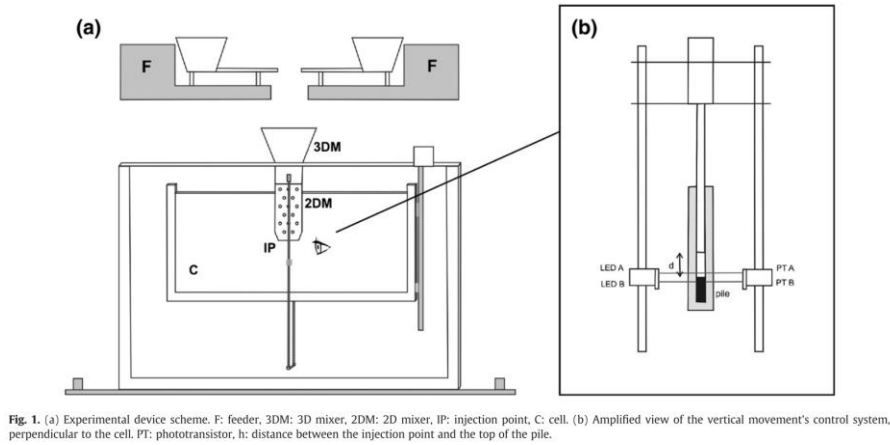 (a)
(b)
F
F
3DM
2DM
IP
C
d
LED A
PT A
LED B
PT B
pile
Fig. 1. (a) Experimental device scheme. F: feeder, 3DM: 3D mixer, 2DM: 2D mixer, IP: injection point, C: cell. (b) Amplified view of the vertical movement's control system,
perpendicular to the cell. PT: phototransistor, h: distance between the injection point and the top of the pile.